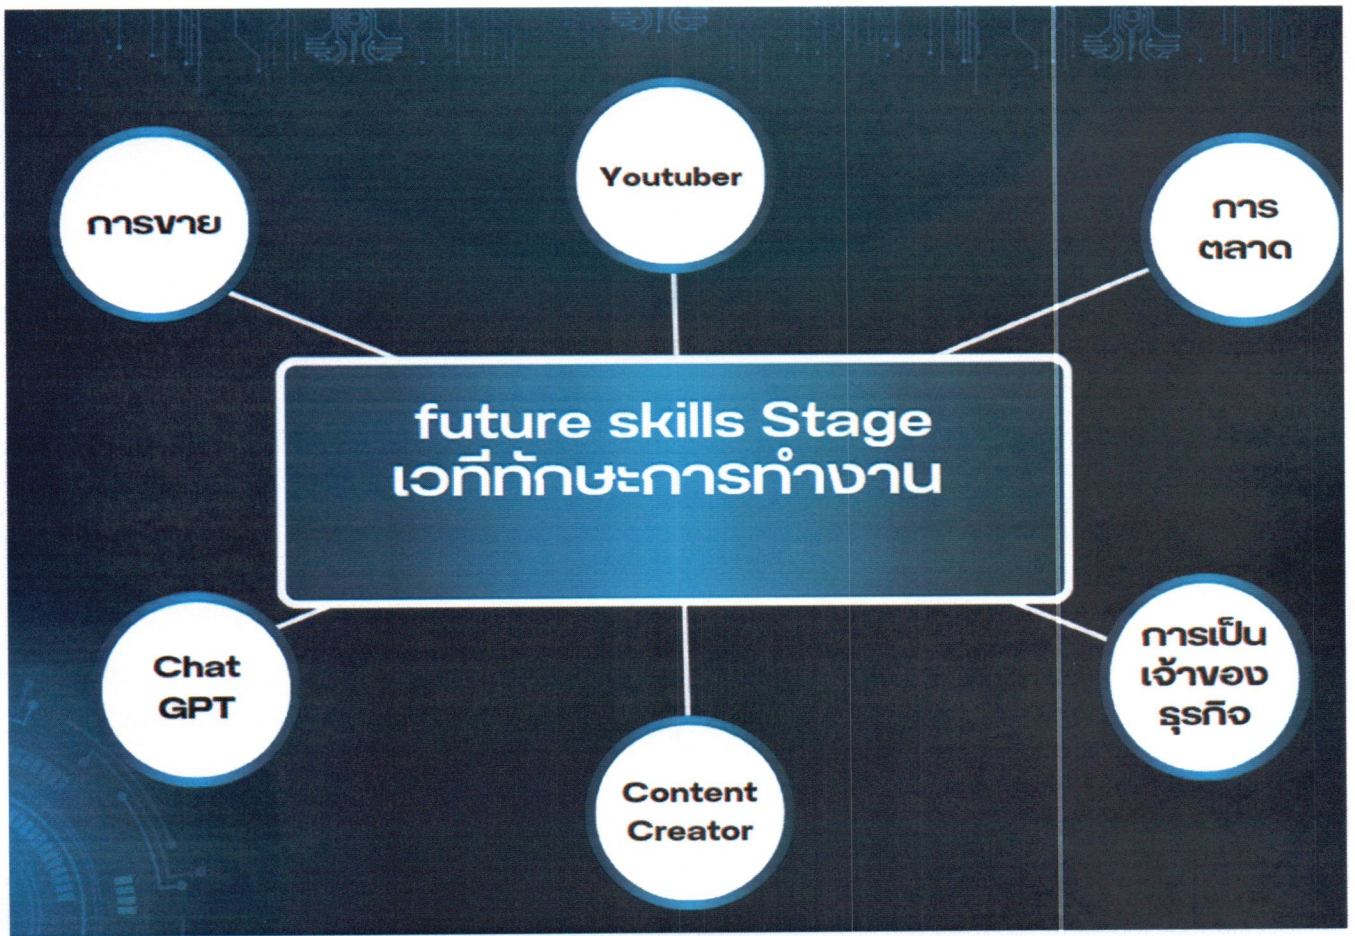 การขาย
Youtuber
การ
ตลาด
future skills Stage
เวทีทักษะการทำงาน
Chat
GPT
Content
Creator
การเป็น
เจ้าของ
ธุรกิจ